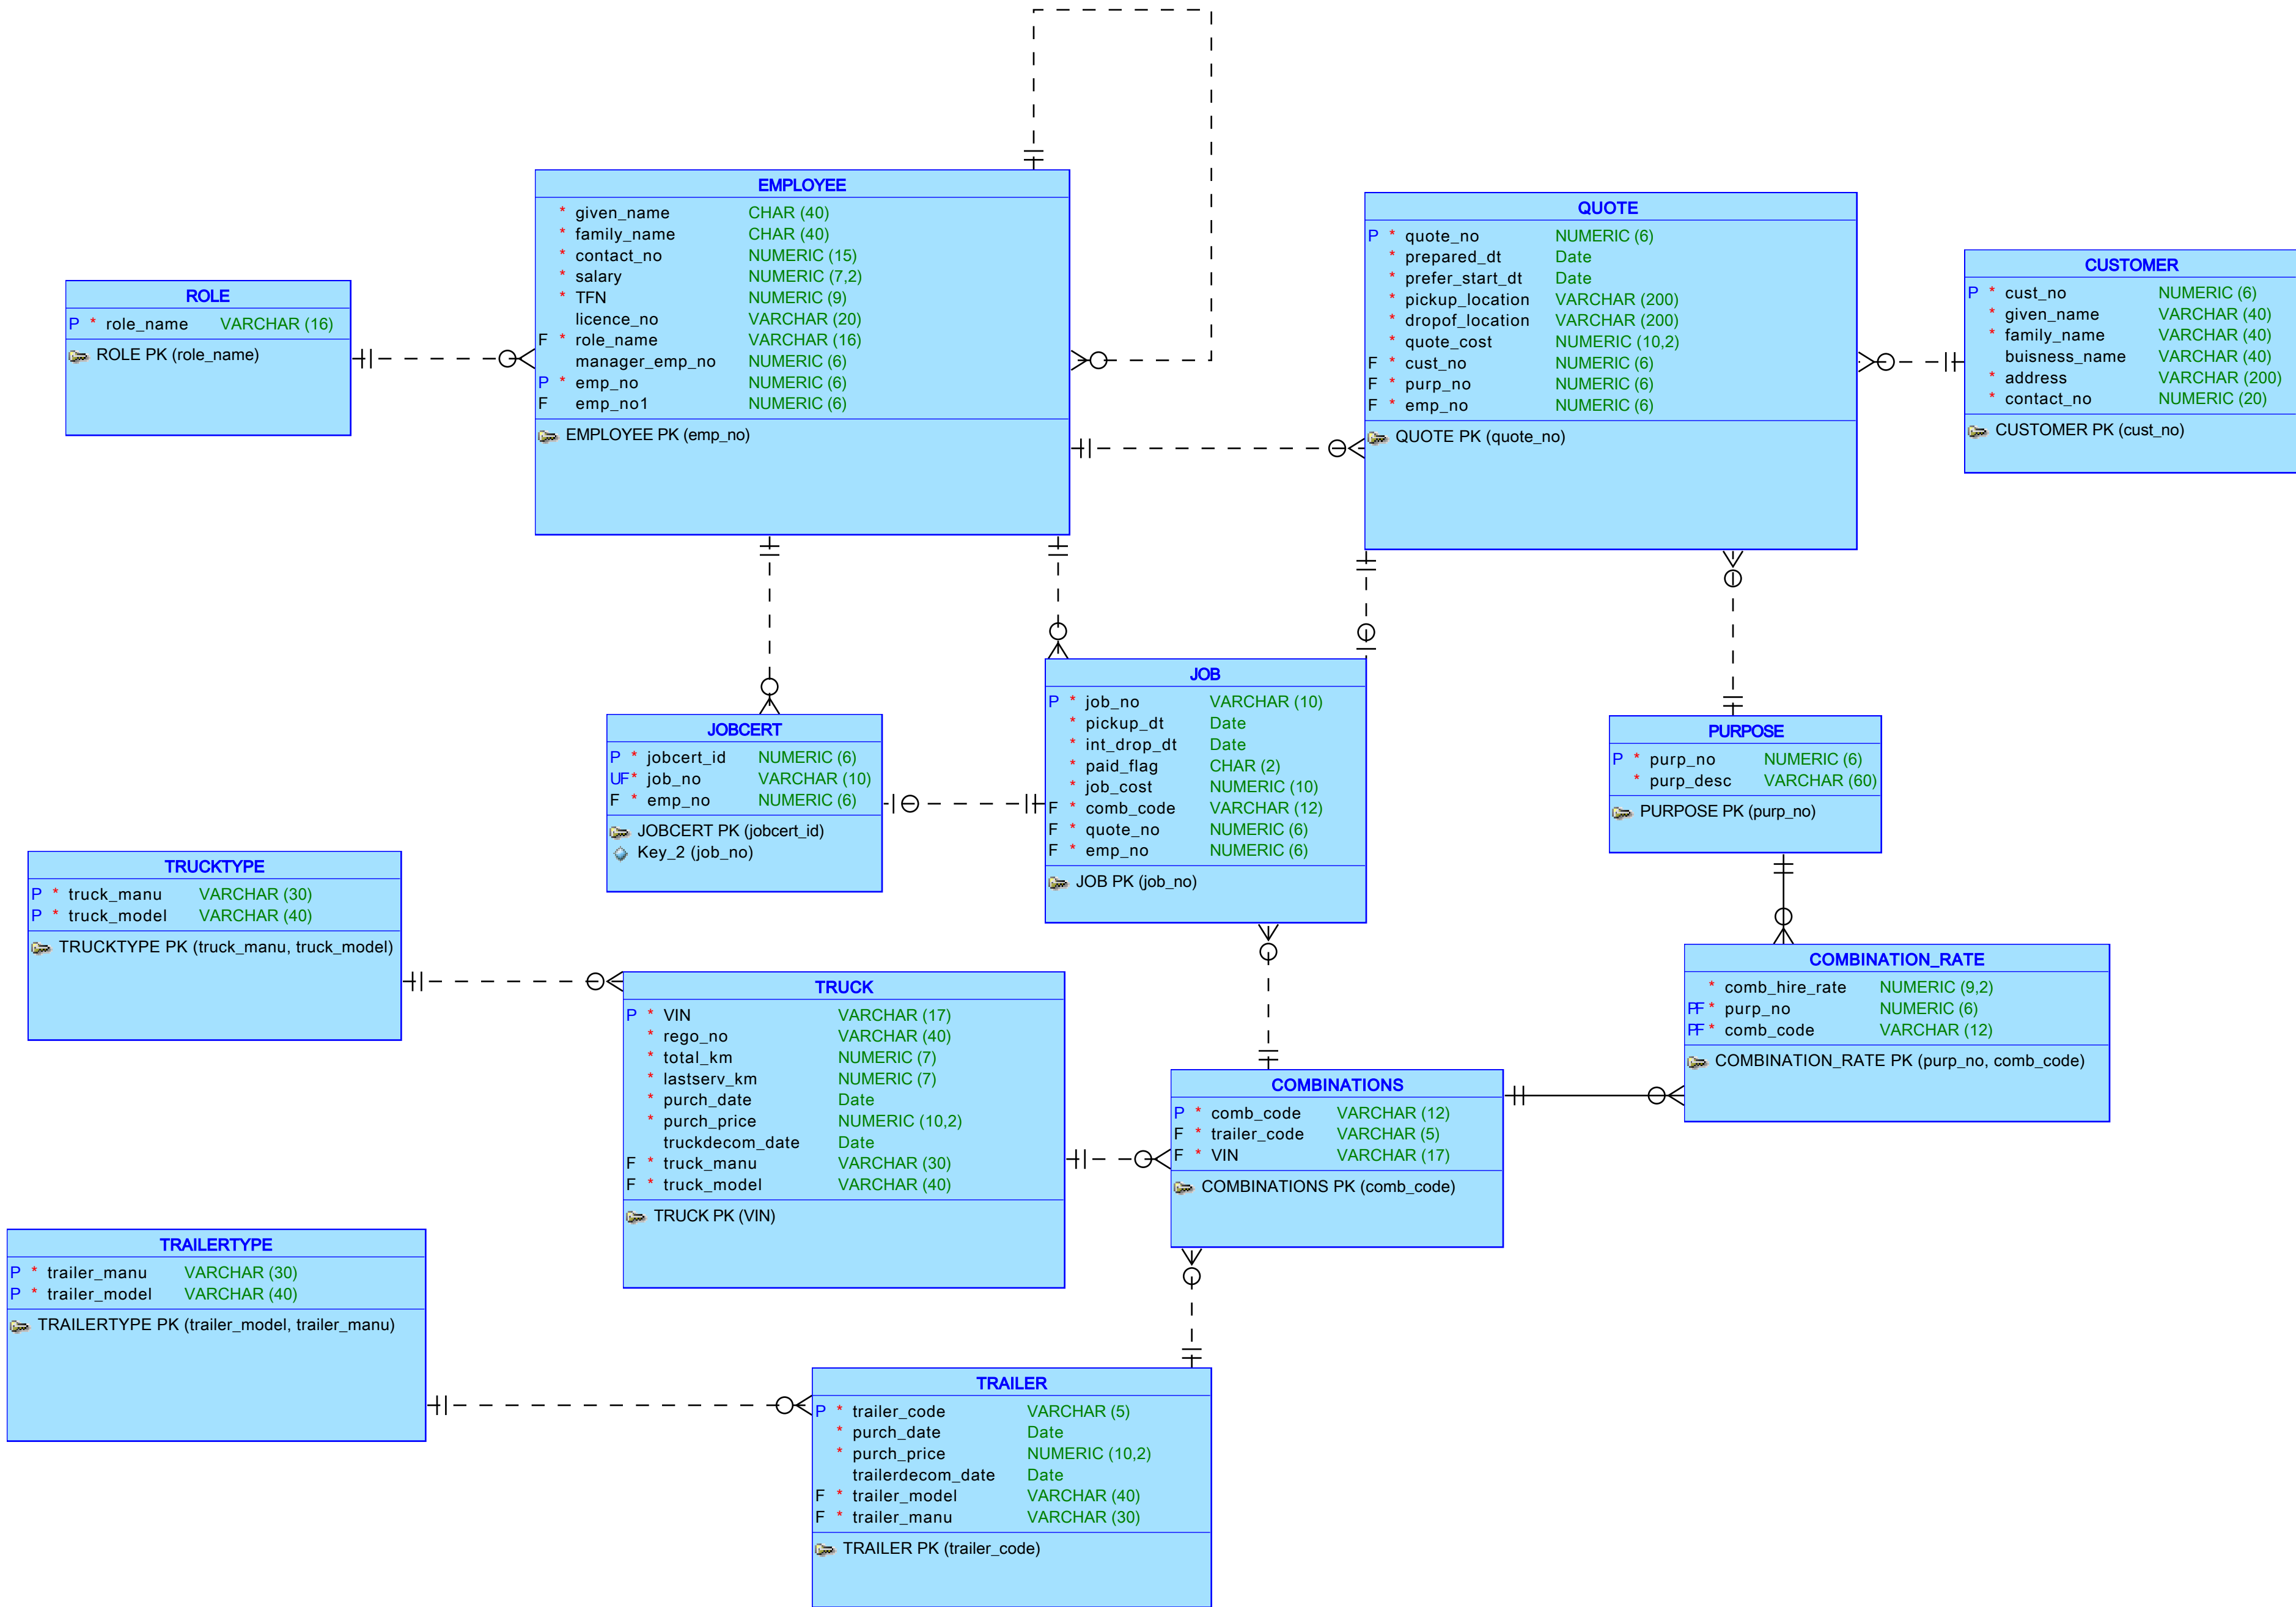 EMPLOYEE
* given_name CHAR (40)
* family_name CHAR (40)
* contact_no NUMERIC (15)
* salary NUMERIC (7,2)
* TFN NUMERIC (9)
licence_no VARCHAR (20)
F * role_name VARCHAR (16)
manager_emp_no NUMERIC (6)
P * emp_no NUMERIC (6)
F emp_no1 NUMERIC (6)
EMPLOYEE PK (emp_no)
QUOTE
P * quote_no NUMERIC (6)
* prepared_dt Date
* prefer_start_dt Date
* pickup_location VARCHAR (200)
* dropof_location VARCHAR (200)
* quote_cost NUMERIC (10,2)
F * cust_no NUMERIC (6)
F * purp_no NUMERIC (6)
F * emp_no NUMERIC (6)
QUOTE PK (quote_no)
CUSTOMER
P * cust_no NUMERIC (6)
* given_name VARCHAR (40)
* family_name VARCHAR (40)
buisness_name VARCHAR (40)
* address VARCHAR (200)
* contact_no NUMERIC (20)
CUSTOMER PK (cust_no)
ROLE
P * role_name VARCHAR (16)
ROLE PK (role_name)
JOBCERT
P * jobcert_id NUMERIC (6)
UF * job_no VARCHAR (10)
F * emp_no NUMERIC (6)
JOBCERT PK (jobcert_id)
Key_2 (job_no)
JOB
P * job_no VARCHAR (10)
* pickup_dt Date
* int_drop_dt Date
* paid_flag CHAR (2)
* job_cost NUMERIC (10)
F * comb_code VARCHAR (12)
F * quote_no NUMERIC (6)
F * emp_no NUMERIC (6)
JOB PK (job_no)
PURPOSE
P * purp_no NUMERIC (6)
* purp_desc VARCHAR (60)
PURPOSE PK (purp_no)
TRUCKTYPE
P * truck_manu VARCHAR (30)
P * truck_model VARCHAR (40)
TRUCKTYPE PK (truck_manu, truck_model)
TRUCK
P * VIN VARCHAR (17)
* rego_no VARCHAR (40)
* total_km NUMERIC (7)
* lastserv_km NUMERIC (7)
* purch_date Date
* purch_price NUMERIC (10,2)
truckdecom_date Date
F * truck_manu VARCHAR (30)
F * truck_model VARCHAR (40)
TRUCK PK (VIN)
COMBINATION_RATE
* comb_hire_rate NUMERIC (9,2)
PF * purp_no NUMERIC (6)
PF * comb_code VARCHAR (12)
COMBINATION_RATE PK (purp_no, comb_code)
COMBINATIONS
P * comb_code VARCHAR (12)
F * trailer_code VARCHAR (5)
F * VIN VARCHAR (17)
COMBINATIONS PK (comb_code)
TRAILERTYPE
P * trailer_manu VARCHAR (30)
P * trailer_model VARCHAR (40)
TRAILERTYPE PK (trailer_model, trailer_manu)
TRAILER
P * trailer_code VARCHAR (5)
* purch_date Date
* purch_price NUMERIC (10,2)
trailerdecom_date Date
F * trailer_model VARCHAR (40)
F * trailer_manu VARCHAR (30)
TRAILER PK (trailer_code)